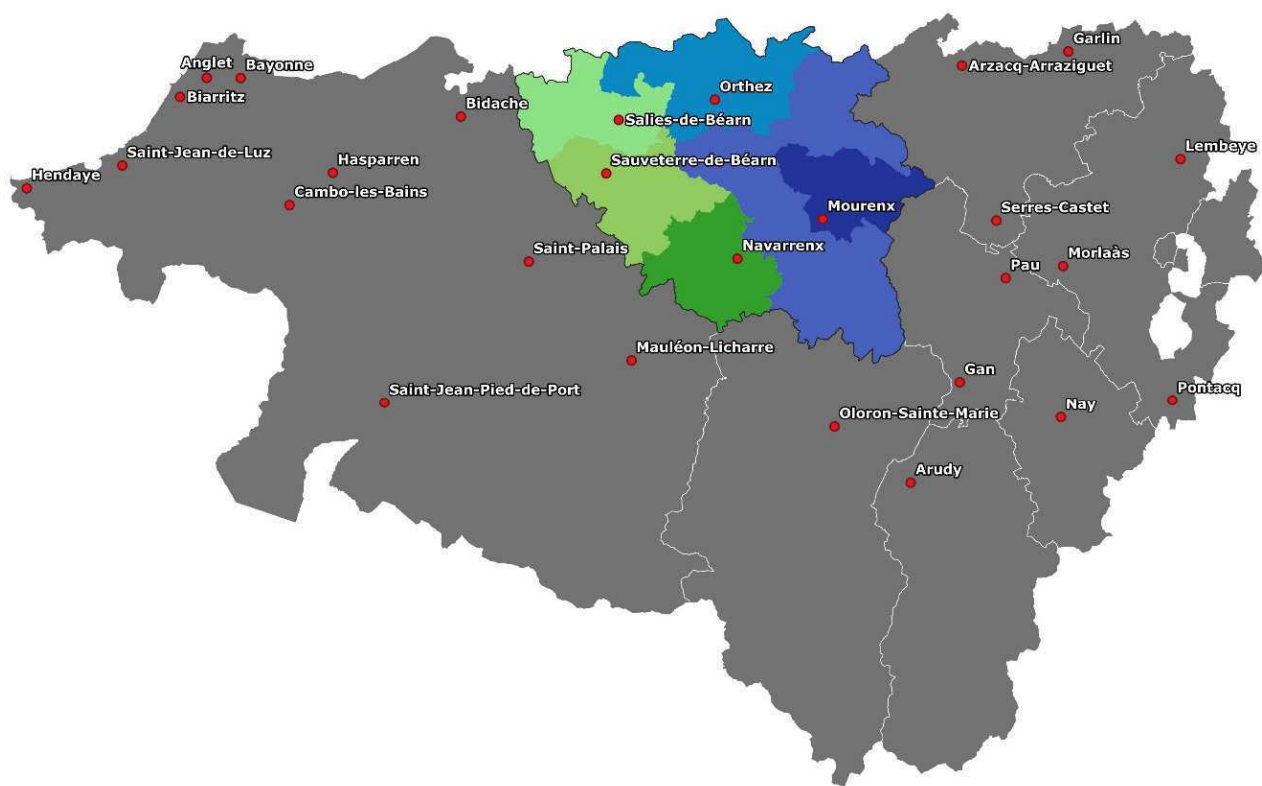 Garlin
Anglet
Bayonne
Arzacq-Arraziguet
Orthez
Biarritz
Bidache
Salies-de-Béarn
Saint-Jean-de-Luz
Hasparren
Sauveterre-de-Béarn
Lembeye
Hendaye
Cambo-les-Bains
Mourenx
Serres-Castet
Saint-Palais
Navarrenx
Morlaàs
Pau
Mauléon-Licharre
Gan
Saint-Jean-Pied-de-Port
Pontacq
Oloron-Sainte-Marie
Nay
Arudy